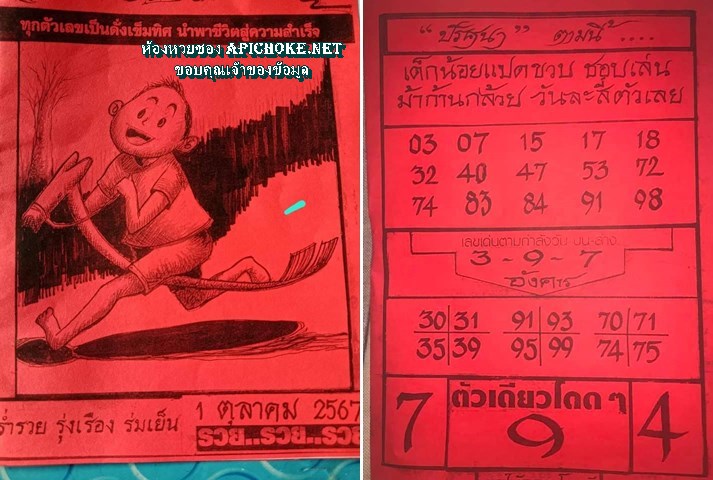 ทุกตัวเลขเป็นดั่งเข็มทิศ นำพาชีวิตสู่ความสำเร็จ
ห้องหวยซอง APICHOKE.NET
ขอบคุณเจ้าของข้อมูล
ร่ำรวย รุ่งเรือง ร่มเย็น
1 ตุลาคม 2567
รวย..รวย..รวย
"ปริศนา" ตามนี้ ....
เด็กน้อยแปดขวบ ชอบเล่น
ม้าก้านกล้วย วันละสี่ตัวเลย
03 07 15 17 18
32 40 47 53 72
74 83 84 91 98
เลขเด่นตามกำลังวัน บน-ล่าง
3-9-7
อังคาร
30 31 91 93 70 71
35 39 95 99 74 75
ตัวเดียวโดดๆ
7 9 4